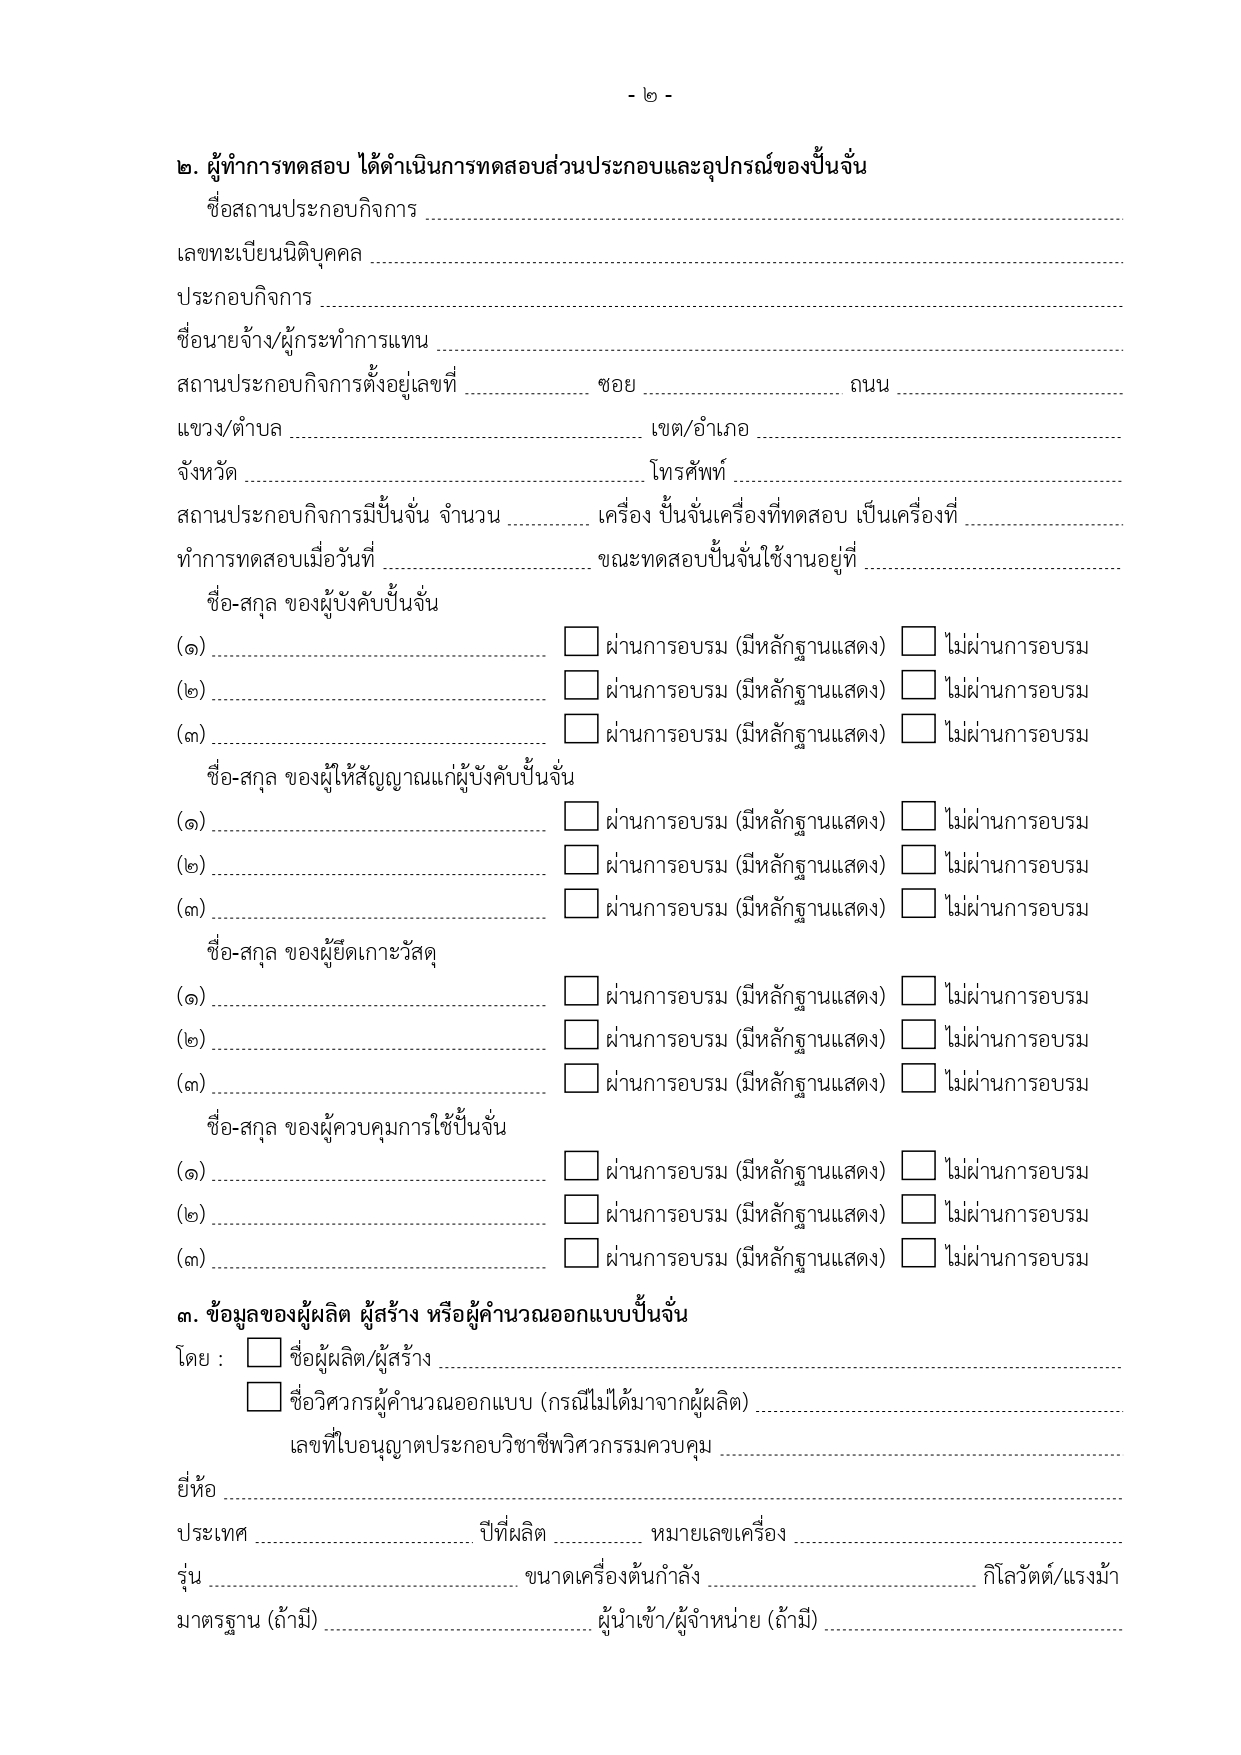 - ๒ -
๒. ผู้ทำการทดสอบ ได้ดำเนินการทดสอบส่วนประกอบและอุปกรณ์ของปั้นจั่น
ชื่อสถานประกอบกิจการ
เลขทะเบียนนิติบุคคล
ประกอบกิจการ
ชื่อนายจ้าง/ผู้กระทำการแทน
สถานประกอบกิจการตั้งอยู่เลขที่ ซอย ถนน
แขวง/ตำบล เขต/อำเภอ
จังหวัด โทรศัพท์
สถานประกอบกิจการมีปั้นจั่น จำนวน เครื่อง ปั้นจั่นเครื่องที่ทดสอบ เป็นเครื่องที่
ทำการทดสอบเมื่อวันที่ ขณะทดสอบปั้นจั่นใช้งานอยู่ที่
ชื่อ-สกุล ของผู้บังคับปั้นจั่น
(๑) ผ่านการอบรม (มีหลักฐานแสดง) ไม่ผ่านการอบรม
(๒) ผ่านการอบรม (มีหลักฐานแสดง) ไม่ผ่านการอบรม
(๓) ผ่านการอบรม (มีหลักฐานแสดง) ไม่ผ่านการอบรม
ชื่อ-สกุล ของผู้ให้สัญญาณแก่ผู้บังคับปั้นจั่น
(๑) ผ่านการอบรม (มีหลักฐานแสดง) ไม่ผ่านการอบรม
(๒) ผ่านการอบรม (มีหลักฐานแสดง) ไม่ผ่านการอบรม
(๓) ผ่านการอบรม (มีหลักฐานแสดง) ไม่ผ่านการอบรม
ชื่อ-สกุล ของผู้ยึดเกาะวัสดุ
(๑) ผ่านการอบรม (มีหลักฐานแสดง) ไม่ผ่านการอบรม
(๒) ผ่านการอบรม (มีหลักฐานแสดง) ไม่ผ่านการอบรม
(๓) ผ่านการอบรม (มีหลักฐานแสดง) ไม่ผ่านการอบรม
ชื่อ-สกุล ของผู้ควบคุมการใช้ปั้นจั่น
(๑) ผ่านการอบรม (มีหลักฐานแสดง) ไม่ผ่านการอบรม
(๒) ผ่านการอบรม (มีหลักฐานแสดง) ไม่ผ่านการอบรม
(๓) ผ่านการอบรม (มีหลักฐานแสดง) ไม่ผ่านการอบรม
๓. ข้อมูลของผู้ผลิต ผู้สร้าง หรือผู้คำนวณออกแบบปั้นจั่น
โดย : ชื่อผู้ผลิต/ผู้สร้าง
ชื่อวิศวกรผู้คำนวณออกแบบ (กรณีไม่ได้มาจากผู้ผลิต)
เลขที่ใบอนุญาตประกอบวิชาชีพวิศวกรรมควบคุม
ยี่ห้อ
ประเทศ ปีที่ผลิต หมายเลขเครื่อง
รุ่น ขนาดเครื่องต้นกำลัง กิโลวัตต์/แรงม้า
มาตรฐาน (ถ้ามี) ผู้นำเข้า/ผู้จำหน่าย (ถ้ามี)